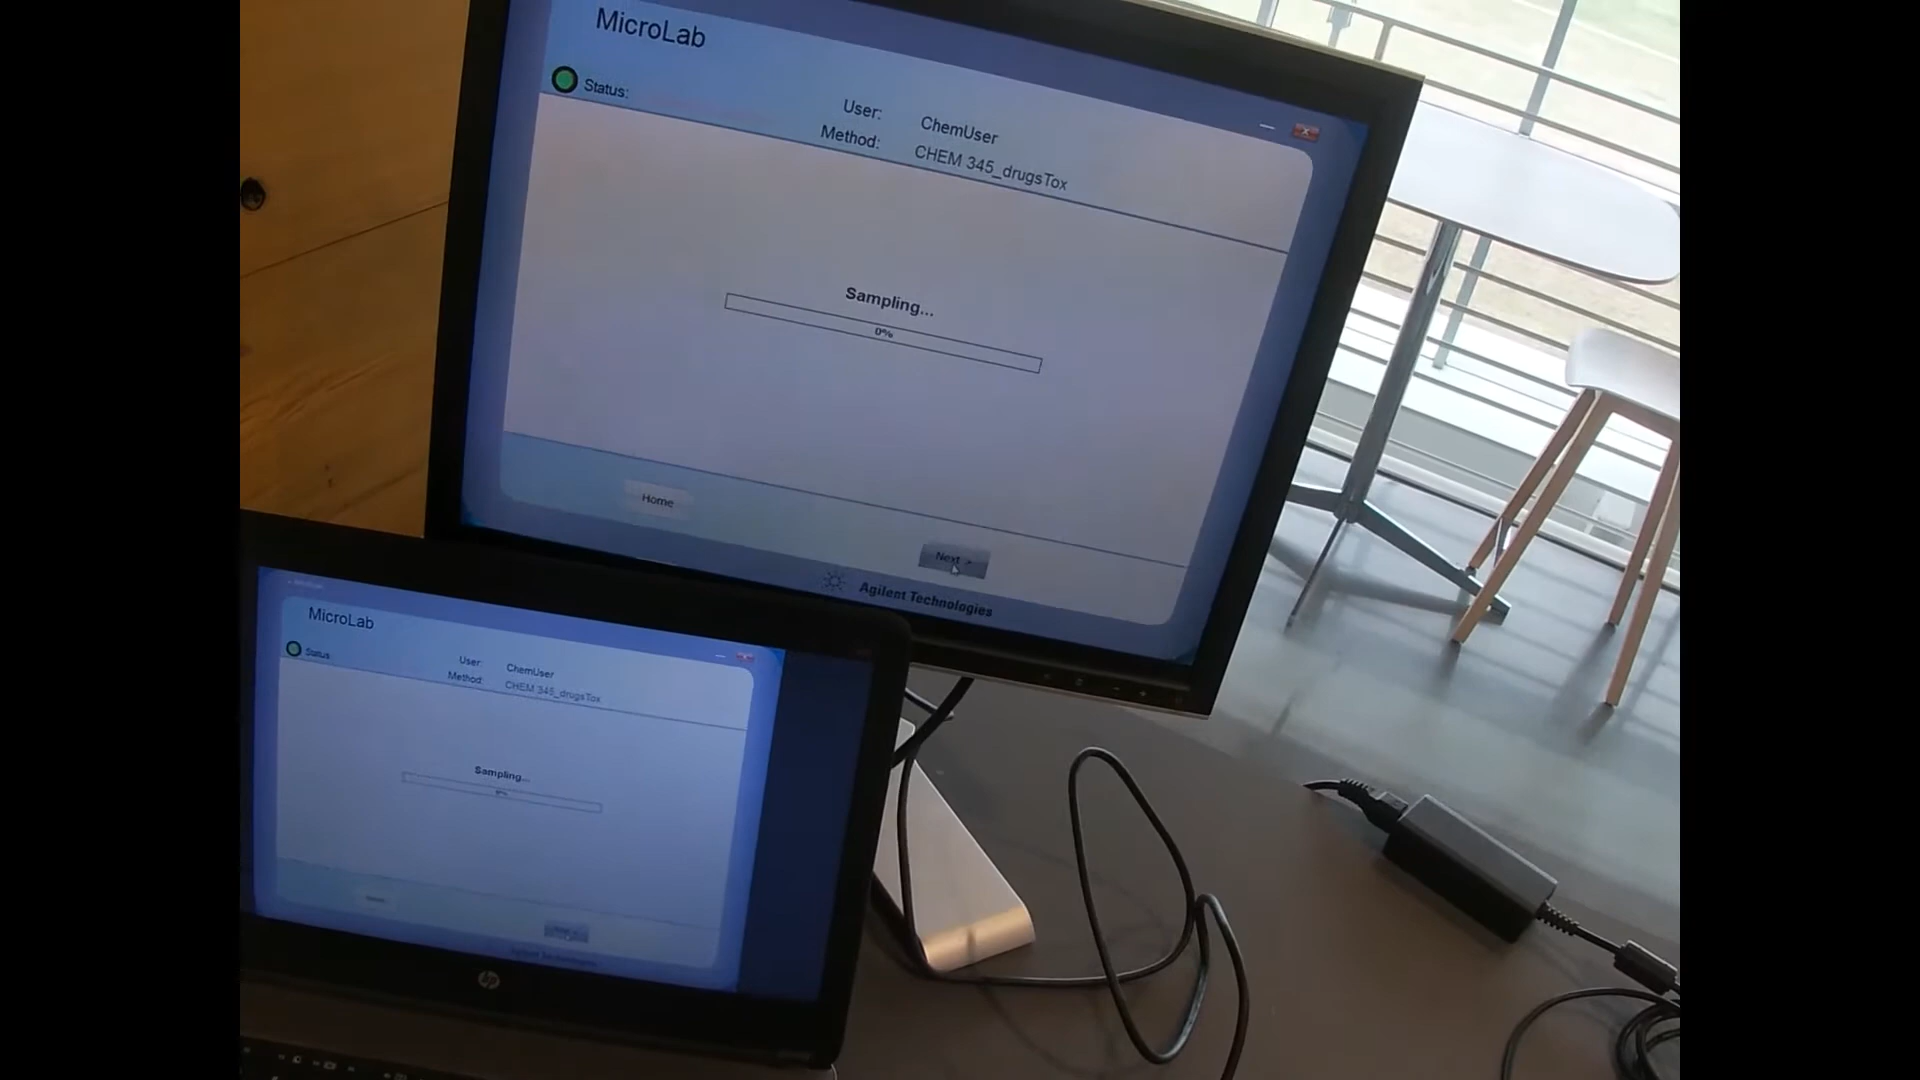 MicroLab
Status:
User: ChemUser
Method: CHEM 345_drugsTox
Sampling...
0%
Home
Next >
Agilent Technologies
MicroLab
Status:
User: ChemUser
Method: CHEM 345_drugsTox
Sampling...
0%
hp